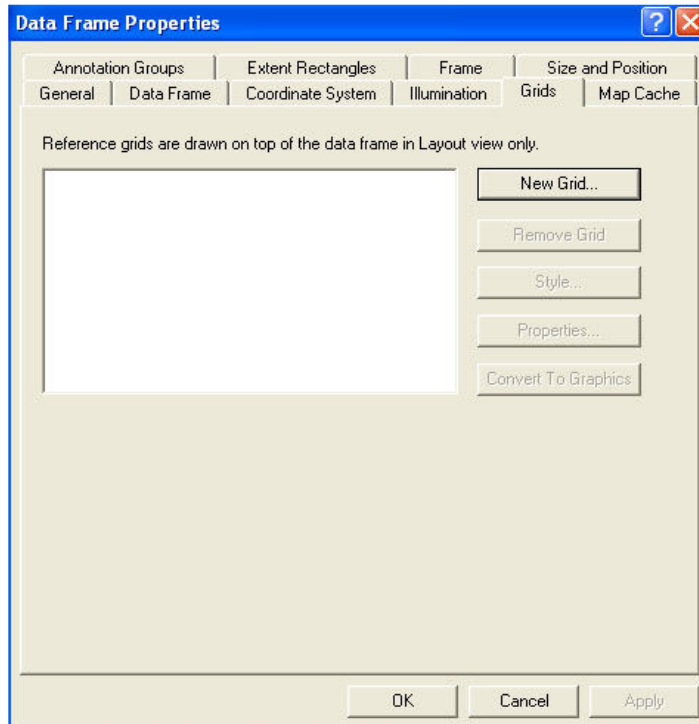 Data Frame Properties
Annotation Groups Extent Rectangles Frame Size and Position
General Data Frame Coordinate System Illumination Grids Map Cache
Reference grids are drawn on top of the data frame in Layout view only.
New Grid...
Remove Grid
Style...
Properties...
Convert To Graphics
OK Cancel Apply